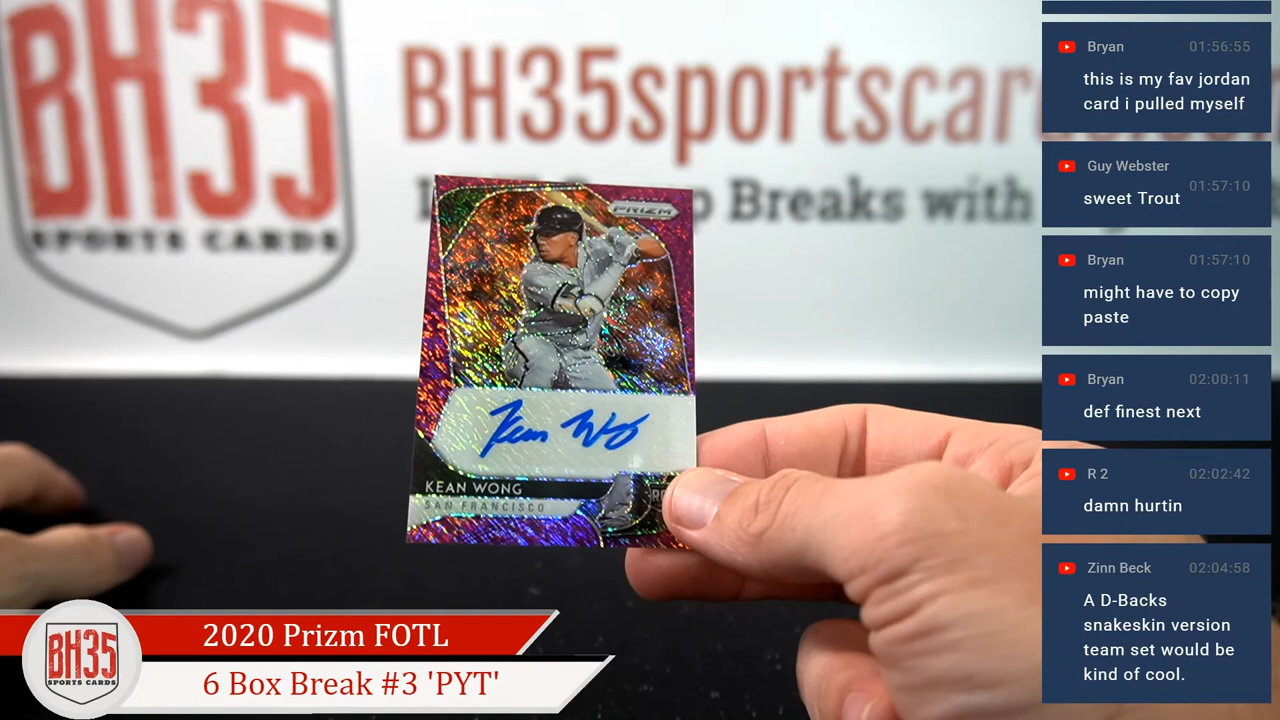 BH35
SPORTS CARDS
BH35sportscar
Breaks with
PRIZM
Kean Wong
KEAN WONG
SAN FRANCISCO
2020 Prizm FOTL
6 Box Break #3 'PYT'
BH35
SPORTS CARDS
Bryan 01:56:55
this is my fav jordan
card i pulled myself
Guy Webster 01:57:10
sweet Trout
Bryan 01:57:10
might have to copy
paste
Bryan 02:00:11
def finest next
R 2 02:02:42
damn hurtin
Zinn Beck 02:04:58
A D-Backs
snakeskin version
team set would be
kind of cool.